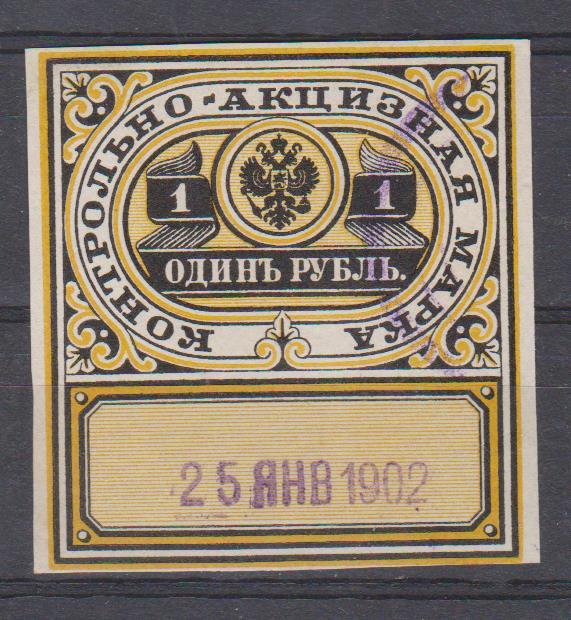 КОНТРОЛЬНО-АКЦИЗНАЯ МАРКА
1 1
ОДИНЪ РУБЛЬ.
25 ЯНВ 1902